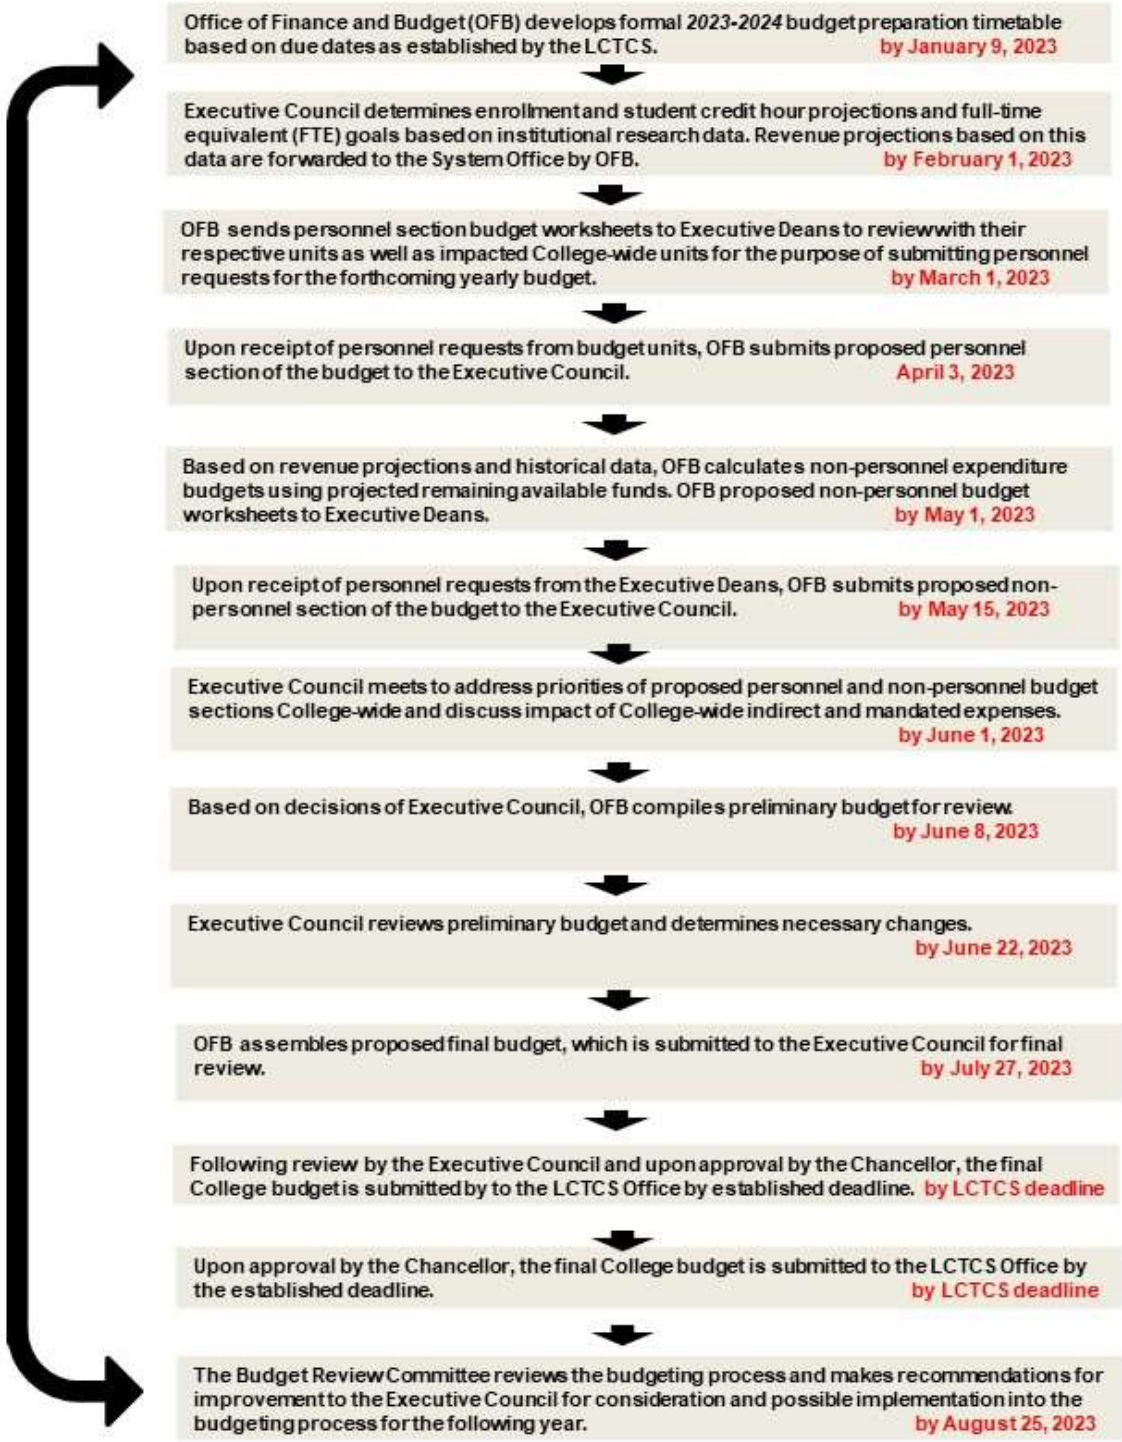 Office of Finance and Budget (OFB) develops formal 2023-2024 budget preparation timetable
based on due dates as established by the LCTCS. by January 9, 2023
Executive Council determines enrollment and student credit hour projections and full-time
equivalent (FTE) goals based on institutional research data. Revenue projections based on this
data are forwarded to the System Office by OFB. by February 1, 2023
OFB sends personnel section budget worksheets to Executive Deans to review with their
respective units as well as impacted College-wide units for the purpose of submitting personnel
requests for the forthcoming yearly budget. by March 1, 2023
Upon receipt of personnel requests from budget units, OFB submits proposed personnel
section of the budget to the Executive Council. April 3, 2023
Based on revenue projections and historical data, OFB calculates non-personnel expenditure
budgets using projected remaining available funds. OFB proposed non-personnel budget
worksheets to Executive Deans. by May 1, 2023
Upon receipt of personnel requests from the Executive Deans, OFB submits proposed non-
personnel section of the budget to the Executive Council. by May 15, 2023
Executive Council meets to address priorities of proposed personnel and non-personnel budget
sections College-wide and discuss impact of College-wide indirect and mandated expenses.
by June 1, 2023
Based on decisions of Executive Council, OFB compiles preliminary budget for review.
by June 8, 2023
Executive Council reviews preliminary budget and determines necessary changes.
by June 22, 2023
OFB assembles proposed final budget, which is submitted to the Executive Council for final
review. by July 27, 2023
Following review by the Executive Council and upon approval by the Chancellor, the final
College budget is submitted by to the LCTCS Office by established deadline. by LCTCS deadline
Upon approval by the Chancellor, the final College budget is submitted to the LCTCS Office by
the established deadline. by LCTCS deadline
The Budget Review Committee reviews the budgeting process and makes recommendations for
improvement to the Executive Council for consideration and possible implementation into the
budgeting process for the following year. by August 25, 2023